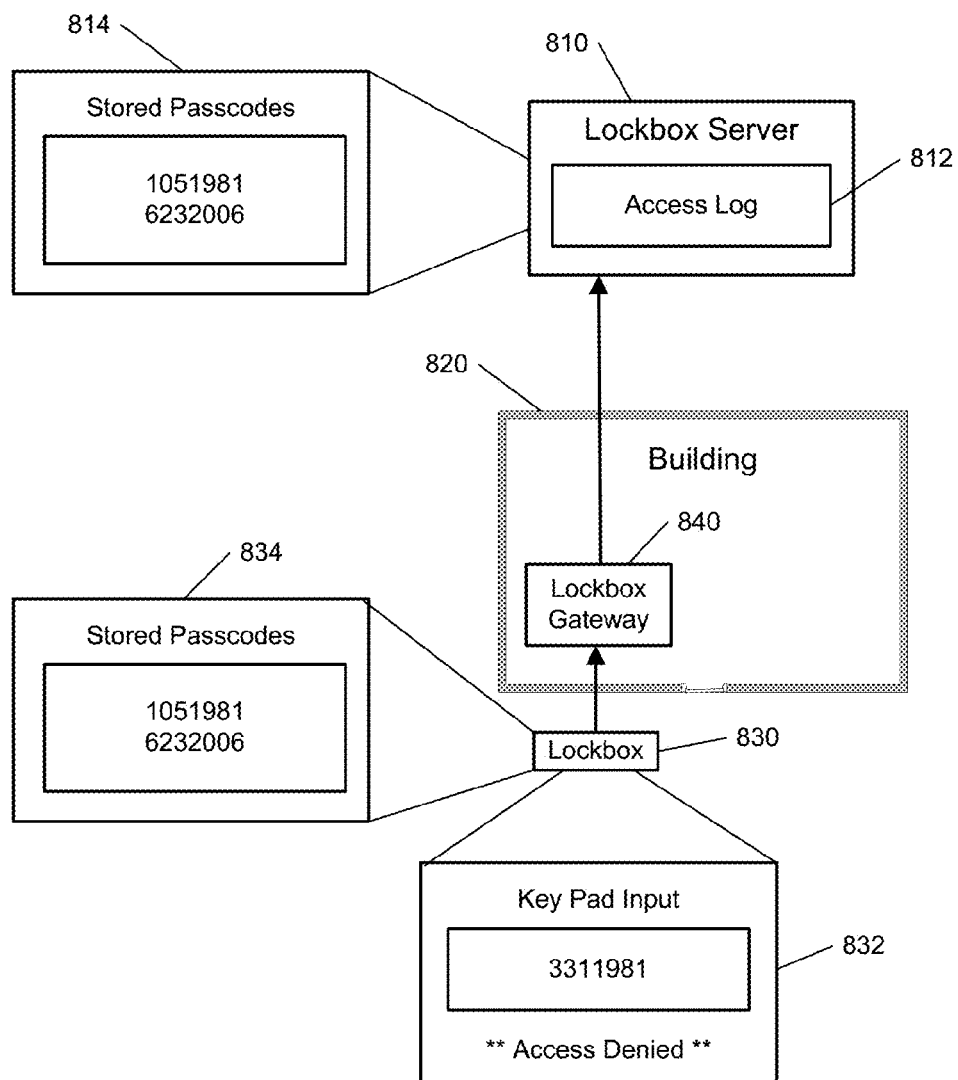 814
Stored Passcodes
1051981
6232006
810
Lockbox Server
812
Access Log
820
Building
840
Lockbox
Gateway
834
Stored Passcodes
1051981
6232006
830
Lockbox
Key Pad Input
3311981
832
** Access Denied **